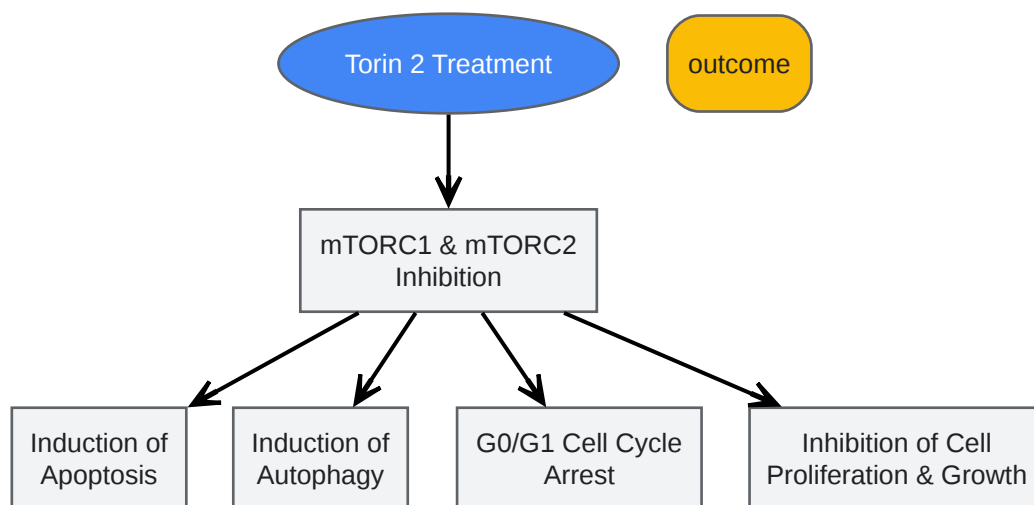 Torin 2 Treatment
outcome
mTORC1 & mTORC2
Inhibition
Induction of
Apoptosis
Induction of
Autophagy
G0/G1 Cell Cycle
Arrest
Inhibition of Cell
Proliferation & Growth